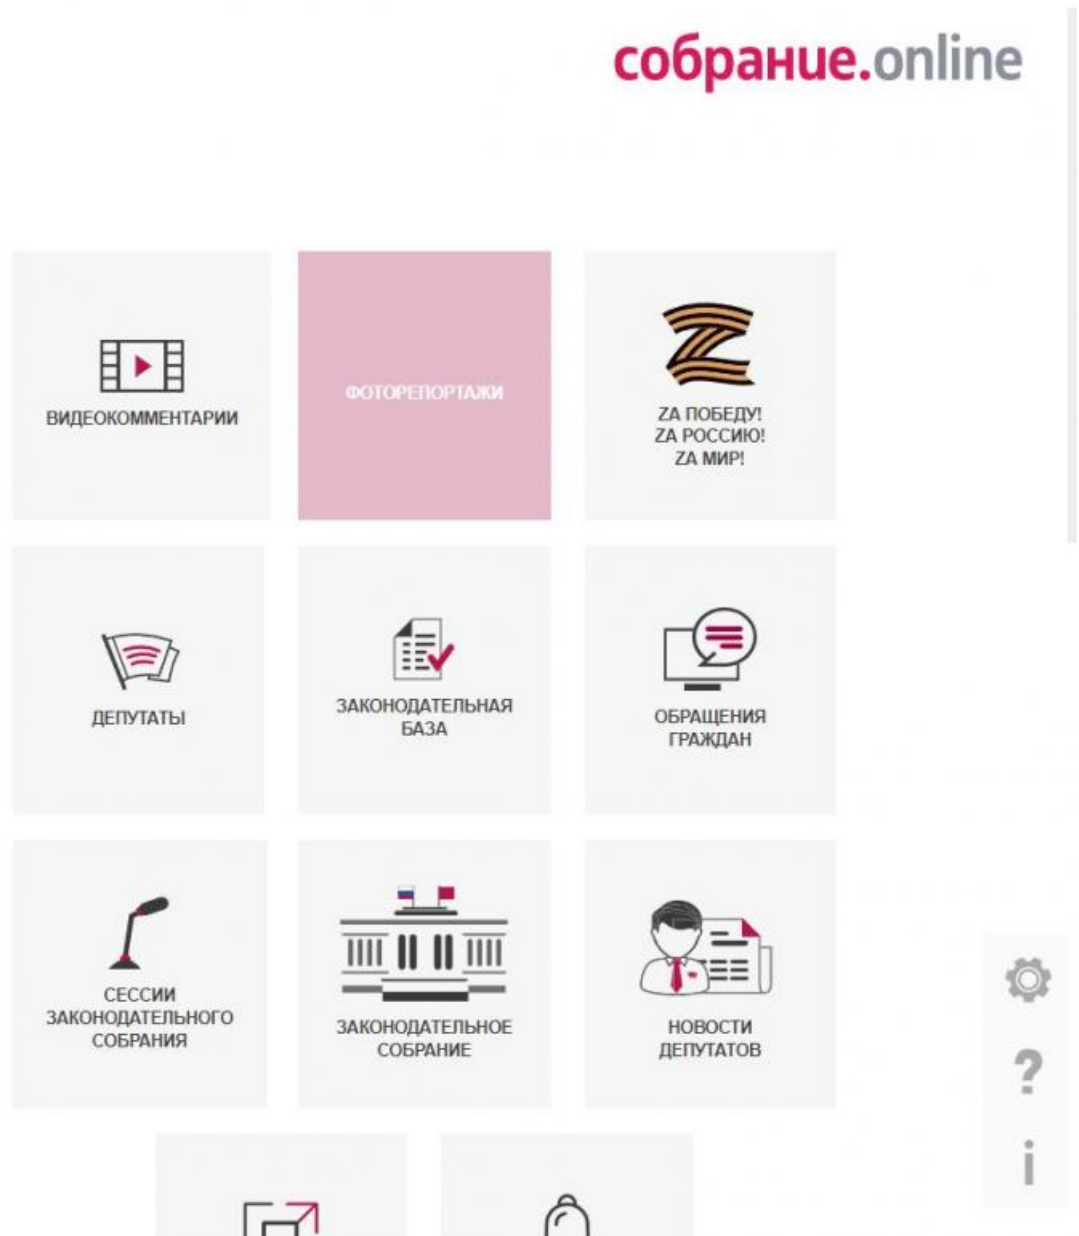 собрание.online
ВИДЕОКОММЕНТАРИИ
ФОТОРЕПОРТАЖИ
ZА ПОБЕДУ!
ZА РОССИЮ!
ZА МИР!
ДЕПУТАТЫ
ЗАКОНОДАТЕЛЬНАЯ
БАЗА
ОБРАЩЕНИЯ
ГРАЖДАН
СЕССИИ
ЗАКОНОДАТЕЛЬНОГО
СОБРАНИЯ
ЗАКОНОДАТЕЛЬНОЕ
СОБРАНИЕ
НОВОСТИ
ДЕПУТАТОВ
?
i